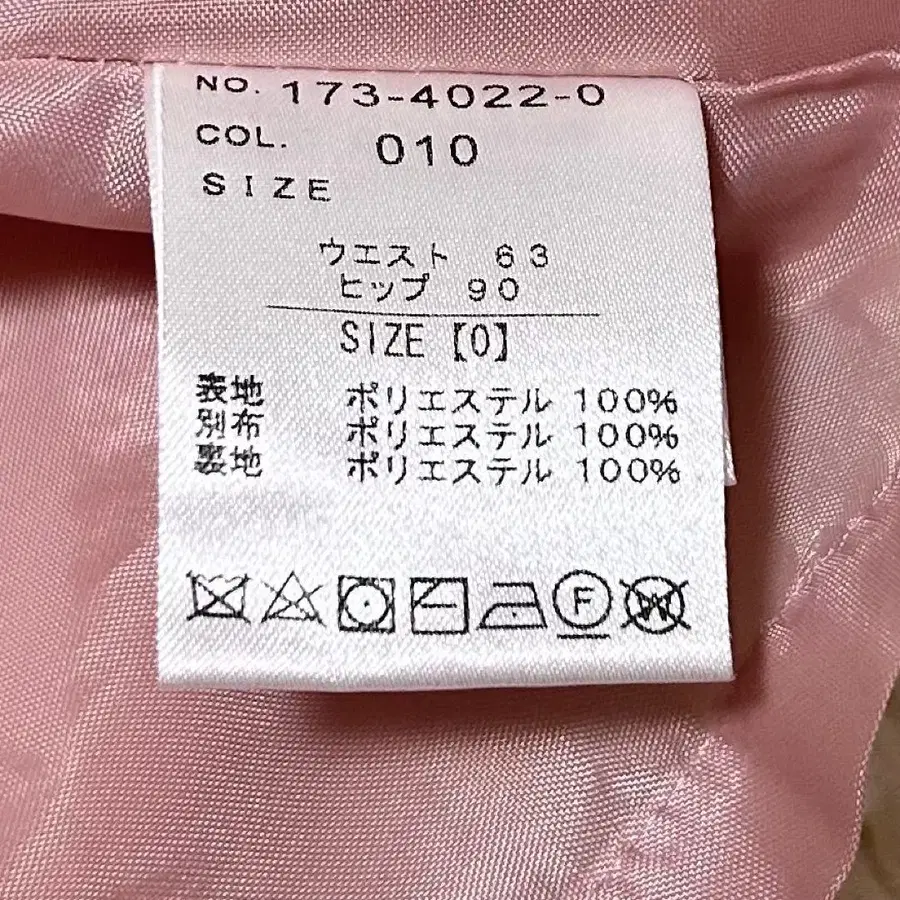 NO. 173-4022-0
COL. 010
SIZE
ウエスト 63
ヒップ 90
SIZE【0】
表地 ポリエステル 100%
別布 ポリエステル 100%
裏地 ポリエステル 100%
F W